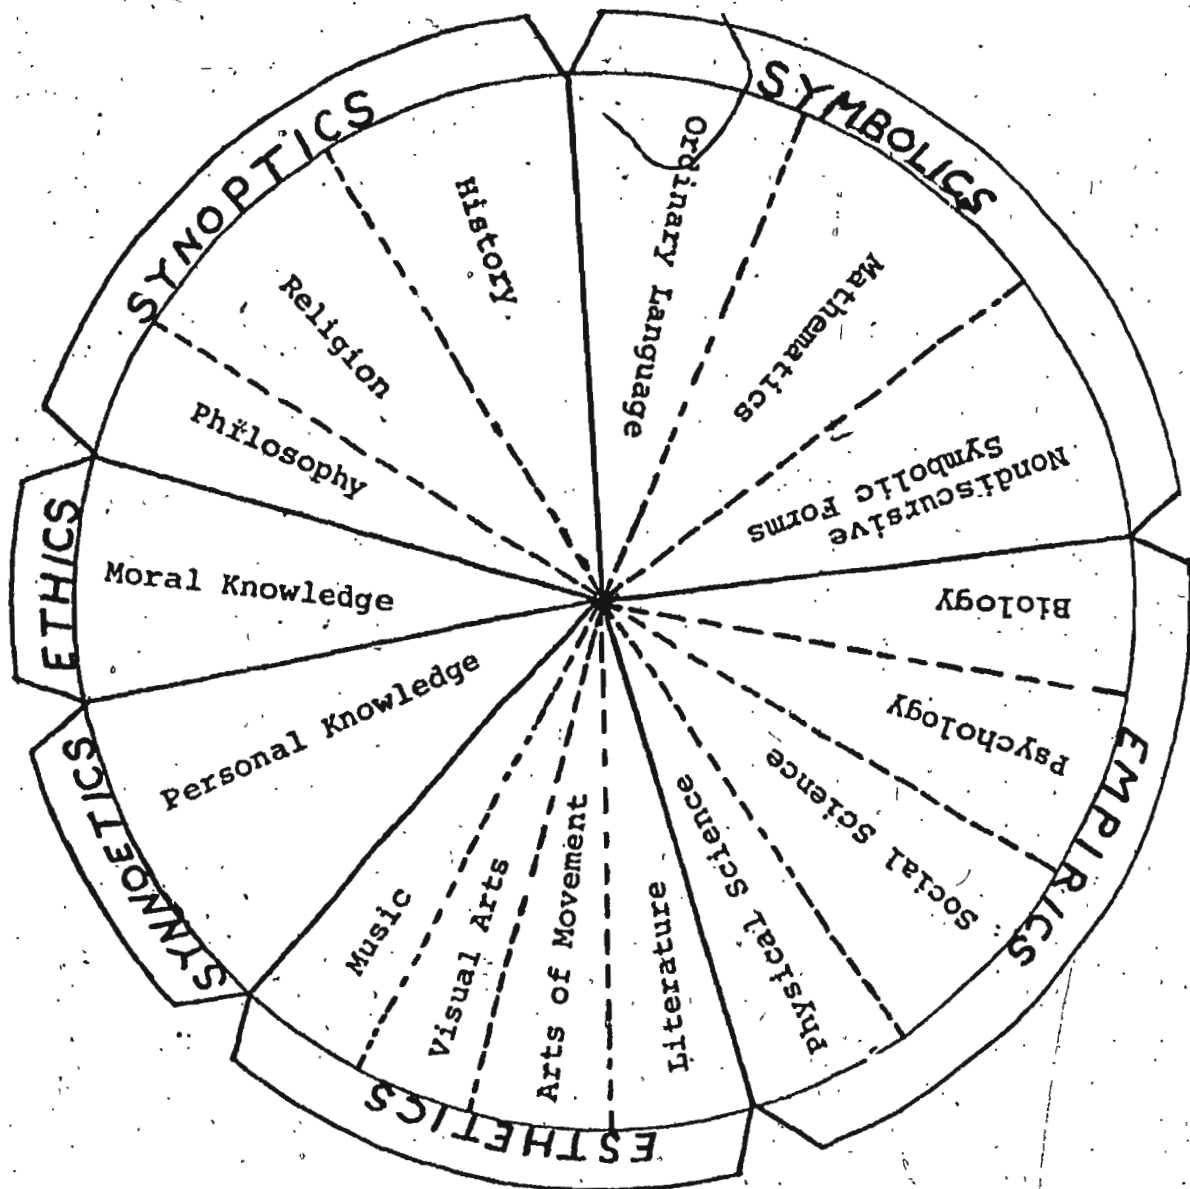 SYMBOLICS
Ordinary Language
Mathematics
Nondiscursive
Symbolic Forms
EMPIRICS
Biology
Psychology
Social Science
Physical Science
ESTHETICS
Literature
Arts of Movement
Visual Arts
Music
SYNNOETICS
Personal Knowledge
ETHICS
Moral Knowledge
SYNOPTICS
Philosophy
Religion
History